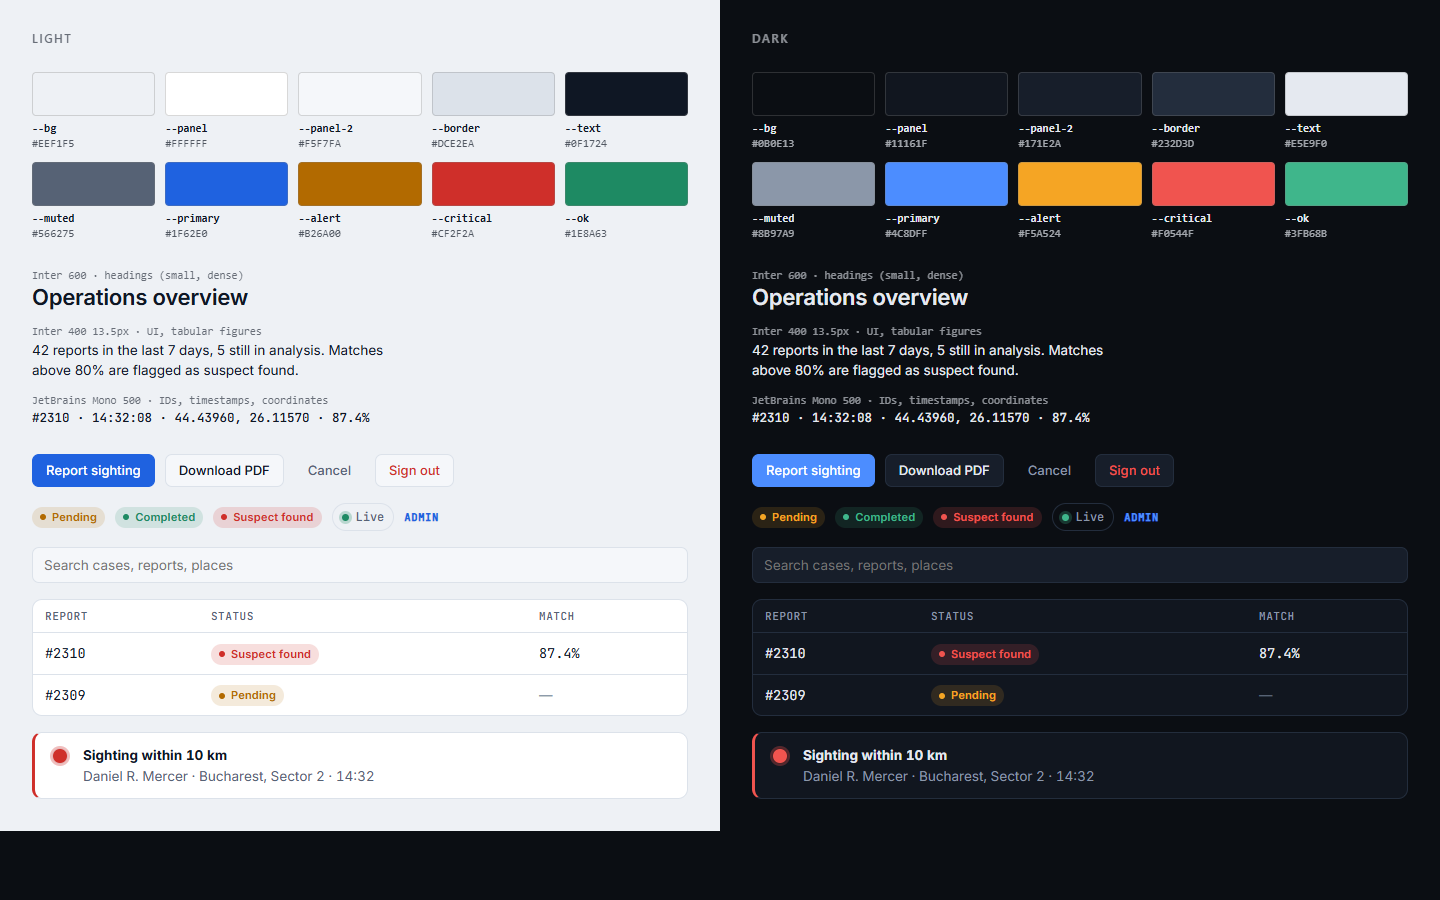 LIGHT
--bg
#EEF1F5
--panel
#FFFFFF
--panel-2
#F5F7FA
--border
#DCE2EA
--text
#0F1724
--muted
#566275
--primary
#1F62E0
--alert
#B26A00
--critical
#CF2F2A
--ok
#1E8A63
Inter 600 · headings (small, dense)
Operations overview
Inter 400 13.5px · UI, tabular figures
42 reports in the last 7 days, 5 still in analysis. Matches
above 80% are flagged as suspect found.
JetBrains Mono 500 · IDs, timestamps, coordinates
#2310 · 14:32:08 · 44.43960, 26.11570 · 87.4%
Report sighting
Download PDF
Cancel
Sign out
Pending
Completed
Suspect found
Live
ADMIN
Search cases, reports, places
REPORT STATUS MATCH
#2310 Suspect found 87.4%
#2309 Pending —
Sighting within 10 km
Daniel R. Mercer · Bucharest, Sector 2 · 14:32
DARK
--bg
#0B0E13
--panel
#11161F
--panel-2
#171E2A
--border
#232D3D
--text
#E5E9F0
--muted
#8B97A9
--primary
#4C8DFF
--alert
#F5A524
--critical
#F0544F
--ok
#3FB68B
Inter 600 · headings (small, dense)
Operations overview
Inter 400 13.5px · UI, tabular figures
42 reports in the last 7 days, 5 still in analysis. Matches
above 80% are flagged as suspect found.
JetBrains Mono 500 · IDs, timestamps, coordinates
#2310 · 14:32:08 · 44.43960, 26.11570 · 87.4%
Report sighting
Download PDF
Cancel
Sign out
Pending
Completed
Suspect found
Live
ADMIN
Search cases, reports, places
REPORT STATUS MATCH
#2310 Suspect found 87.4%
#2309 Pending —
Sighting within 10 km
Daniel R. Mercer · Bucharest, Sector 2 · 14:32